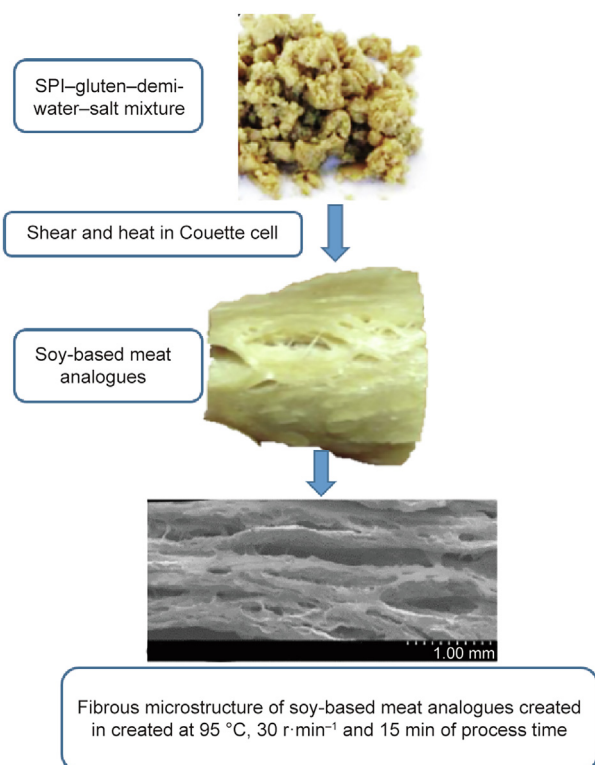 SPI–gluten–demi-
water–salt mixture
Shear and heat in Couette cell
Soy-based meat
analogues
1.00 mm
Fibrous microstructure of soy-based meat analogues created
in created at 95 °C, 30 r·min⁻¹ and 15 min of process time